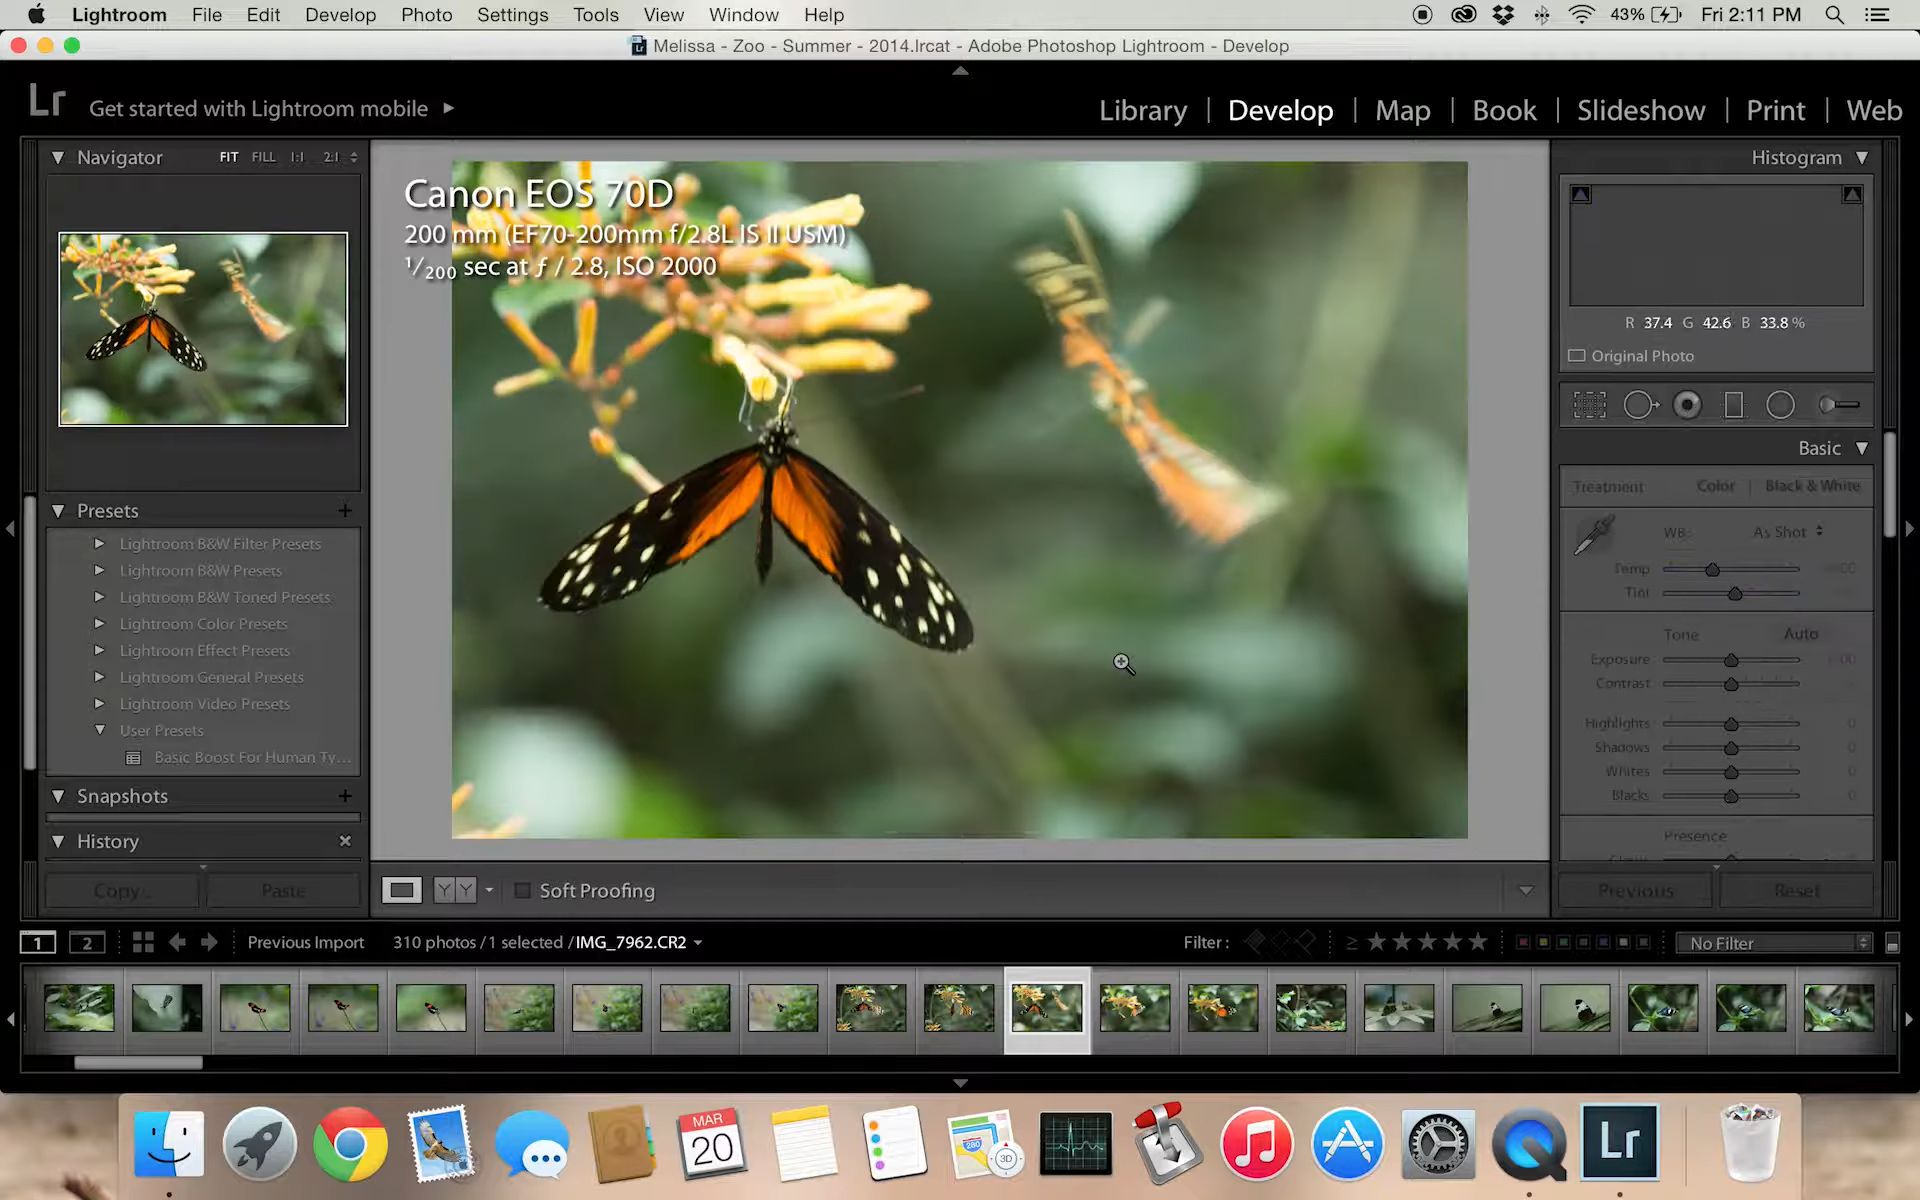 Lightroom File Edit Develop Photo Settings Tools View Window Help 43% Fri 2:11 PM
Melissa - Zoo - Summer - 2014.lrcat - Adobe Photoshop Lightroom - Develop
Lr Get started with Lightroom mobile
Library | Develop | Map | Book | Slideshow | Print | Web
Navigator FIT FILL 1:1 2:1
Canon EOS 70D
200 mm (EF70-200mm f/2.8L IS II USM)
1/200 sec at ƒ / 2.8, ISO 2000
Presets
Lightroom B&W Filter Presets
Lightroom B&W Presets
Lightroom B&W Toned Presets
Lightroom Color Presets
Lightroom Effect Presets
Lightroom General Presets
Lightroom Video Presets
User Presets
Basic Boost For Human Ty...
Snapshots
History
Copy... Paste
Soft Proofing
Histogram
R 37.4 G 42.6 B 33.8 %
Original Photo
Basic
Treatment Color | Black & White
WB: As Shot
Temp
Tint
Tone Auto
Exposure
Contrast
Highlights 0
Shadows 0
Whites 0
Blacks 0
Presence
Previous Reset
1 2 Previous Import 310 photos / 1 selected / IMG_7962.CR2 Filter : No Filter
MAR
20
280
3D
Lr